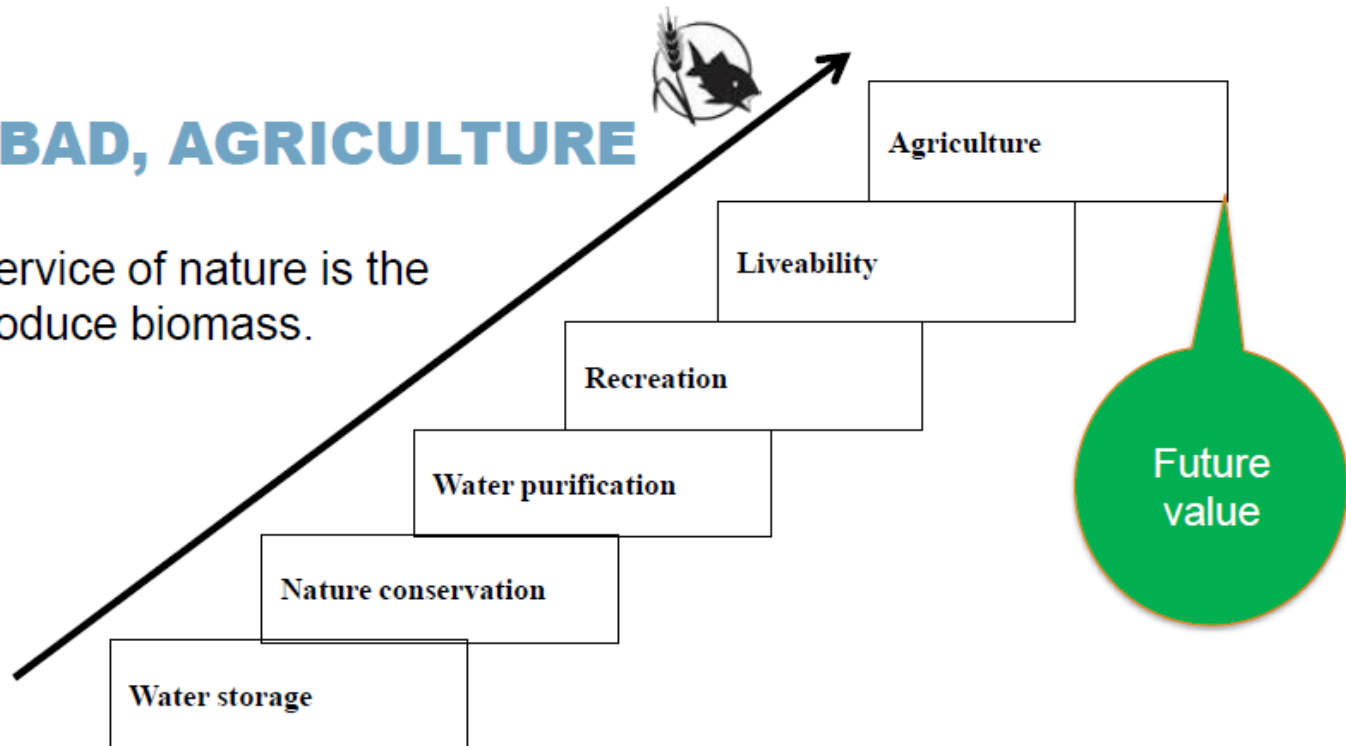 BAD, AGRICULTURE
ervice of nature is the
oduce biomass.
Agriculture
Liveability
Recreation
Water purification
Nature conservation
Water storage
Future
value